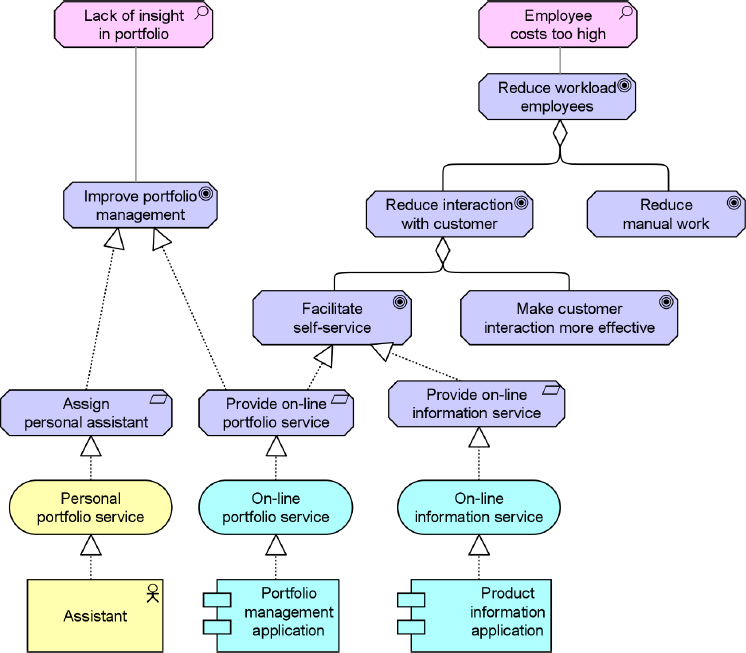 Lack of insight
in portfolio
Employee
costs too high
Reduce workload
employees
Improve portfolio
management
Reduce interaction
with customer
Reduce
manual work
Facilitate
self-service
Make customer
interaction more effective
Assign
personal assistant
Provide on-line
portfolio service
Provide on-line
information service
Personal
portfolio service
On-line
portfolio service
On-line
information service
Assistant
Portfolio
management
application
Product
information
application